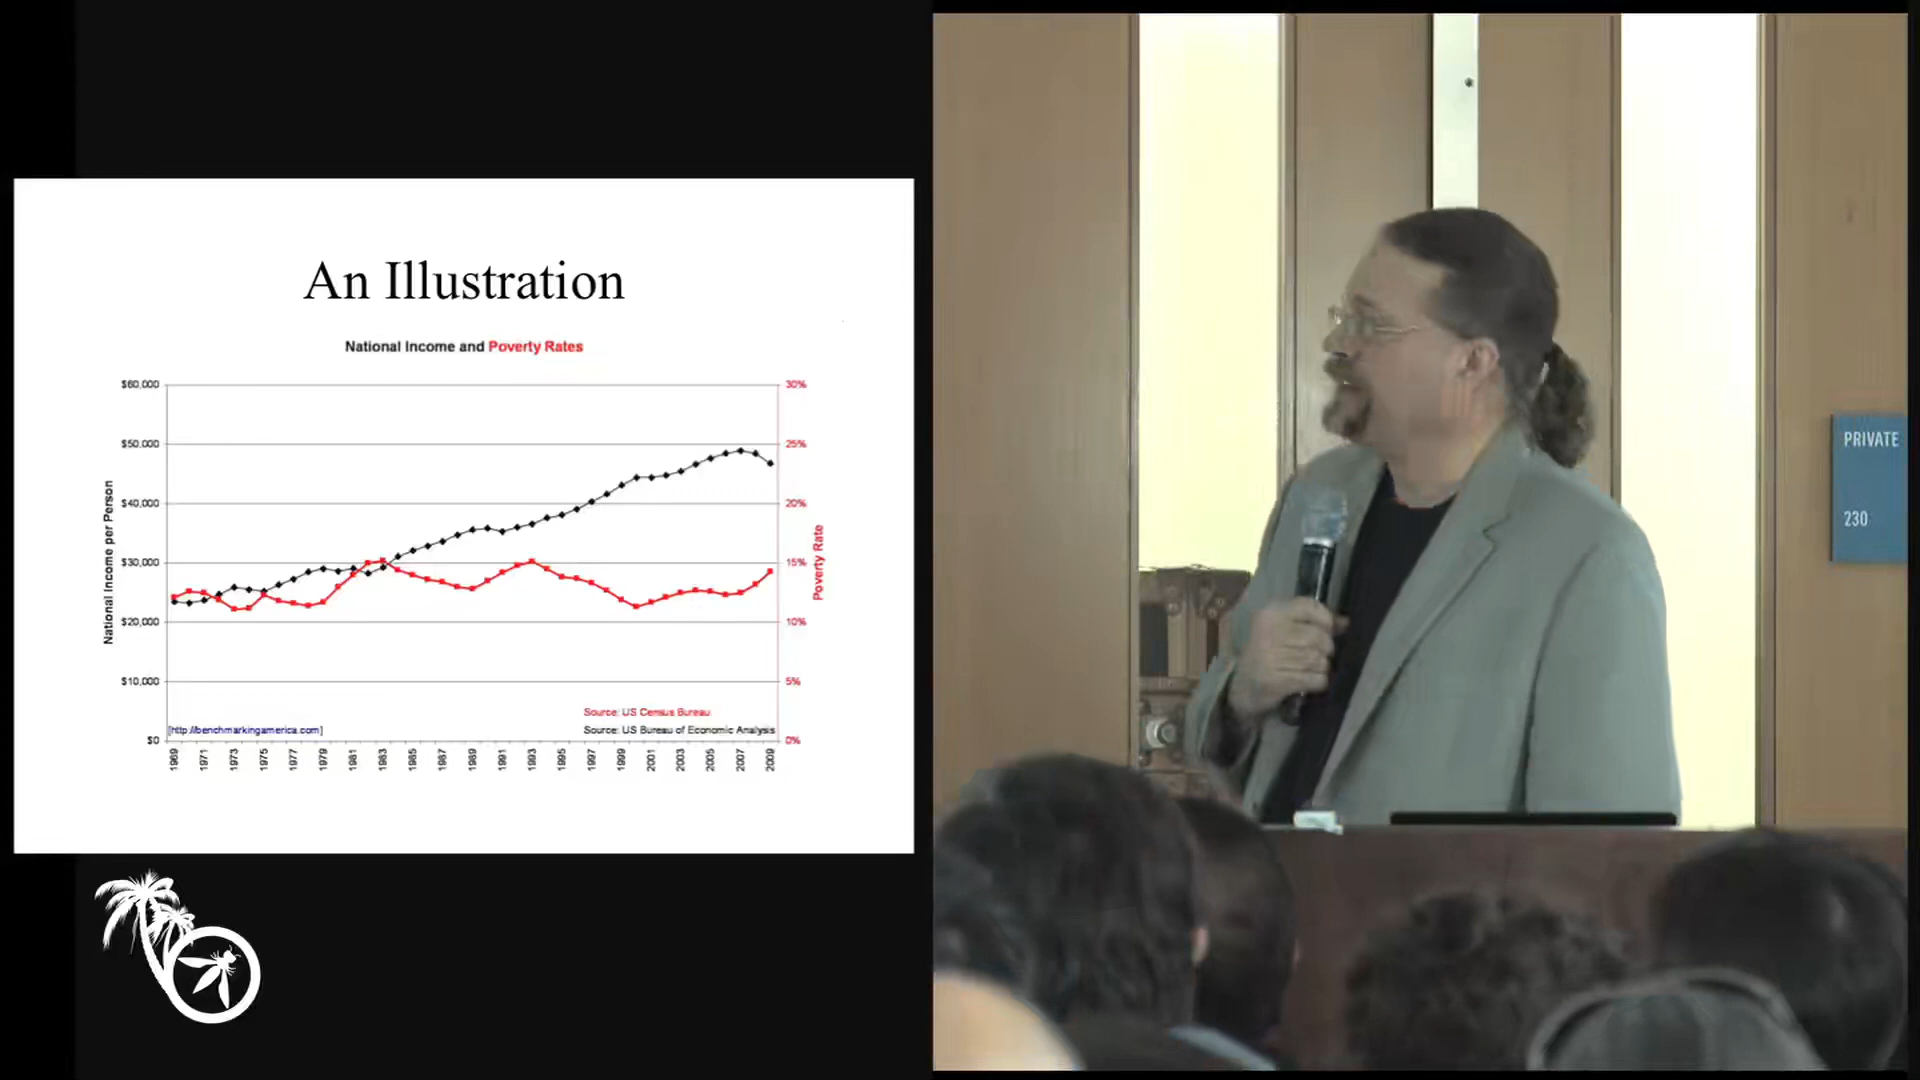 An Illustration
National Income and Poverty Rates
$60,000
$50,000
$40,000
$30,000
$20,000
$10,000
$0
National Income per Person
30%
25%
20%
15%
10%
5%
0%
Poverty Rate
Source: US Census Bureau
[http://benchmarkingamerica.com]
Source: US Bureau of Economic Analysis
1969 1971 1973 1975 1977 1979 1981 1983 1985 1987 1989 1991 1993 1995 1997 1999 2001 2003 2005 2007 2009
PRIVATE
230